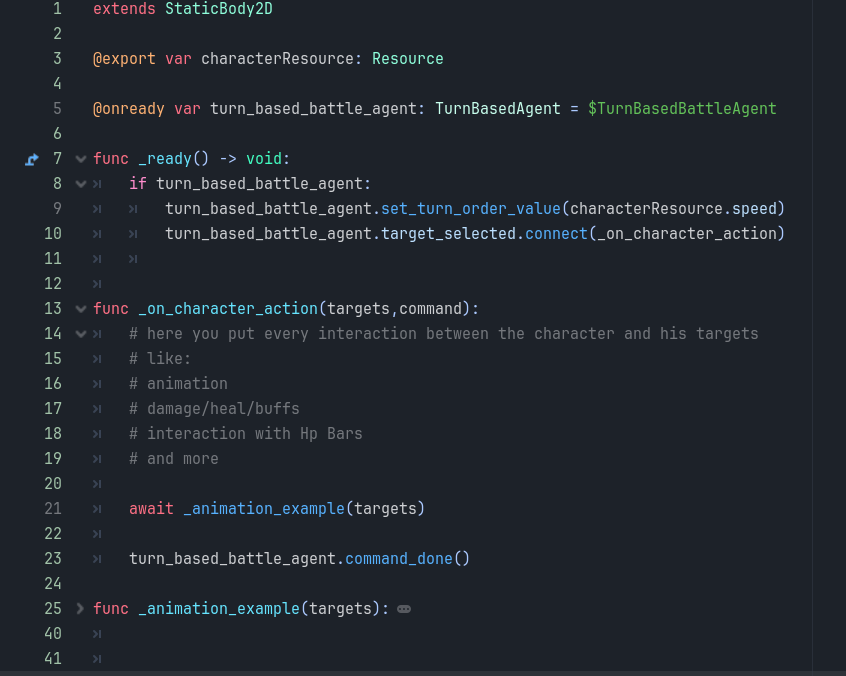 1 extends StaticBody2D
2
3 @export var characterResource: Resource
4
5 @onready var turn_based_battle_agent: TurnBasedAgent = $TurnBasedBattleAgent
6
7 func _ready() -> void:
8 if turn_based_battle_agent:
9 turn_based_battle_agent.set_turn_order_value(characterResource.speed)
10 turn_based_battle_agent.target_selected.connect(_on_character_action)
11
12
13 func _on_character_action(targets,command):
14 # here you put every interaction between the character and his targets
15 # like:
16 # animation
17 # damage/heal/buffs
18 # interaction with Hp Bars
19 # and more
20
21 await _animation_example(targets)
22
23 turn_based_battle_agent.command_done()
24
25 func _animation_example(targets):
40
41